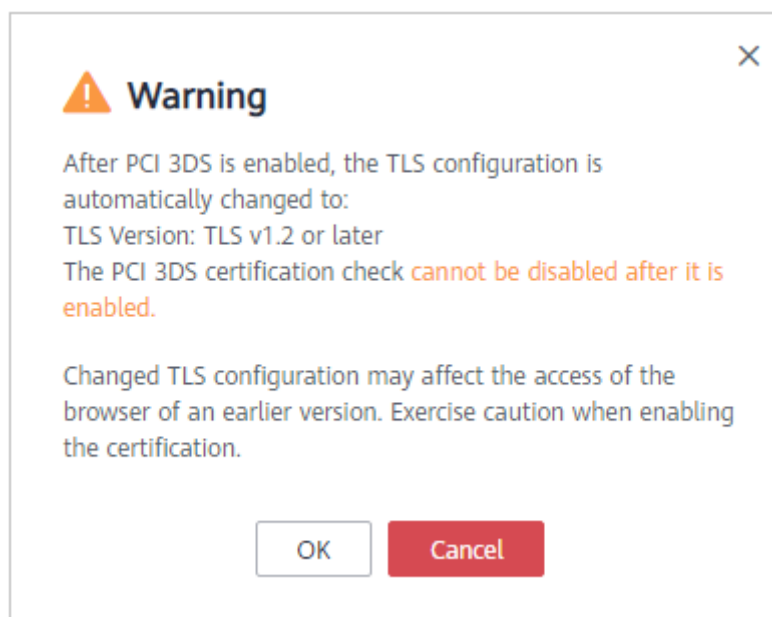 Warning
After PCI 3DS is enabled, the TLS configuration is
automatically changed to:
TLS Version: TLS v1.2 or later
The PCI 3DS certification check cannot be disabled after it is
enabled.
Changed TLS configuration may affect the access of the
browser of an earlier version. Exercise caution when enabling
the certification.
OK Cancel